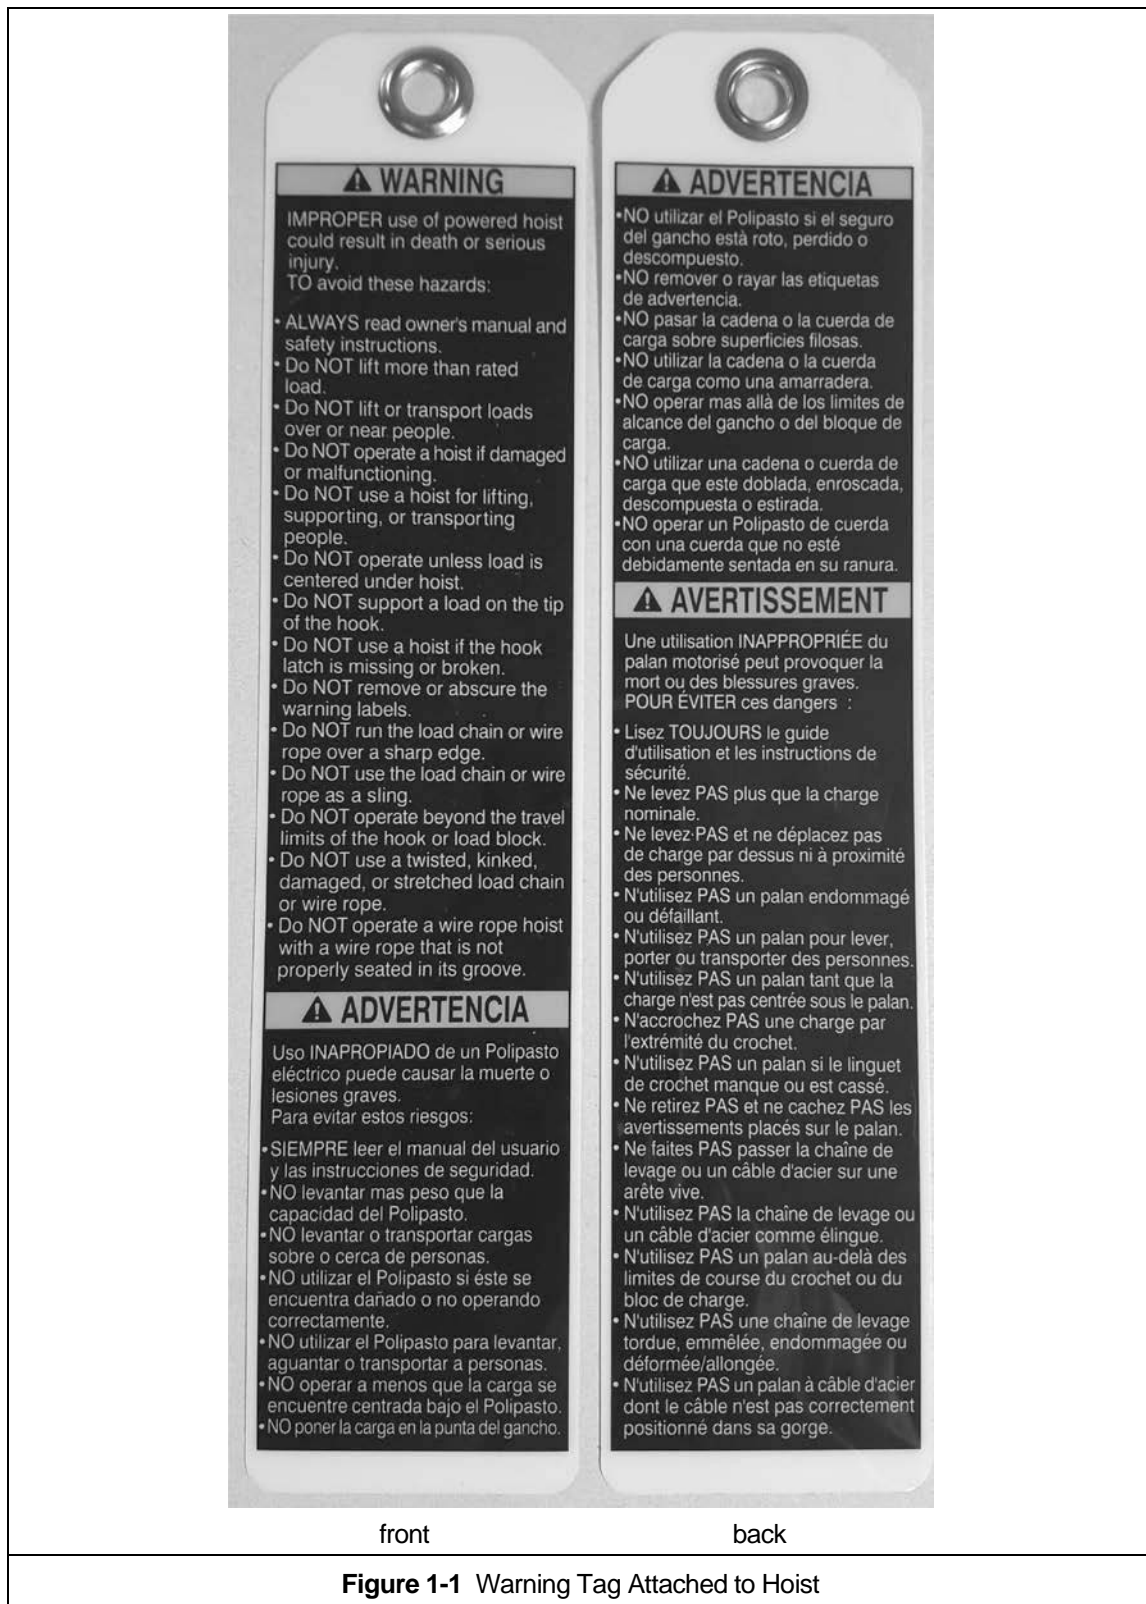 WARNING
IMPROPER use of powered hoist
could result in death or serious
injury.
TO avoid these hazards:
• ALWAYS read owner's manual and
safety instructions.
• Do NOT lift more than rated
load.
• Do NOT lift or transport loads
over or near people.
• Do NOT operate a hoist if damaged
or malfunctioning.
• Do NOT use a hoist for lifting,
supporting, or transporting
people.
• Do NOT operate unless load is
centered under hoist.
• Do NOT support a load on the tip
of the hook.
• Do NOT use a hoist if the hook
latch is missing or broken.
• Do NOT remove or abscure the
warning labels.
• Do NOT run the load chain or wire
rope over a sharp edge.
• Do NOT use the load chain or wire
rope as a sling.
• Do NOT operate beyond the travel
limits of the hook or load block.
• Do NOT use a twisted, kinked,
damaged, or stretched load chain
or wire rope.
• Do NOT operate a wire rope hoist
with a wire rope that is not
properly seated in its groove.
ADVERTENCIA
Uso INAPROPIADO de un Polipasto
eléctrico puede causar la muerte o
lesiones graves.
Para evitar estos riesgos:
• SIEMPRE leer el manual del usuario
y las instrucciones de seguridad.
• NO levantar mas peso que la
capacidad del Polipasto.
• NO levantar o transportar cargas
sobre o cerca de personas.
• NO utilizar el Polipasto si éste se
encuentra dañado o no operando
correctamente.
• NO utilizar el Polipasto para levantar,
aguantar o transportar a personas.
• NO operar a menos que la carga se
encuentre centrada bajo el Polipasto.
• NO poner la carga en la punta del gancho.
ADVERTENCIA
• NO utilizar el Polipasto si el seguro
del gancho està roto, perdido o
descompuesto.
• NO remover o rayar las etiquetas
de advertencia.
• NO pasar la cadena o la cuerda de
carga sobre superficies filosas.
• NO utilizar la cadena o la cuerda
de carga como una amarradera.
• NO operar mas allà de los limites de
alcance del gancho o del bloque de
carga.
• NO utilizar una cadena o cuerda de
carga que este doblada, enroscada,
descompuesta o estirada.
• NO operar un Polipasto de cuerda
con una cuerda que no esté
debidamente sentada en su ranura.
AVERTISSEMENT
Une utilisation INAPPROPRIÉE du
palan motorisé peut provoquer la
mort ou des blessures graves.
POUR ÉVITER ces dangers :
• Lisez TOUJOURS le guide
d'utilisation et les instructions de
sécurité.
• Ne levez PAS plus que la charge
nominale.
• Ne levez PAS et ne déplacez pas
de charge par dessus ni à proximité
des personnes.
• N'utilisez PAS un palan endommagé
ou défaillant.
• N'utilisez PAS un palan pour lever,
porter ou transporter des personnes.
• N'utilisez PAS un palan tant que la
charge n'est pas centrée sous le palan.
• N'accrochez PAS une charge par
l'extrémité du crochet.
• N'utilisez PAS un palan si le linguet
de crochet manque ou est cassé.
• Ne retirez PAS et ne cachez PAS les
avertissements placés sur le palan.
• Ne faites PAS passer la chaîne de
levage ou un câble d'acier sur une
arête vive.
• N'utilisez PAS la chaîne de levage ou
un câble d'acier comme élingue.
• N'utilisez PAS un palan au-delà des
limites de course du crochet ou du
bloc de charge.
• N'utilisez PAS une chaîne de levage
tordue, emmêlée, endommagée ou
déformée/allongée.
• N'utilisez PAS un palan à câble d'acier
dont le câble n'est pas correctement
positionné dans sa gorge.
front
back
Figure 1-1 Warning Tag Attached to Hoist